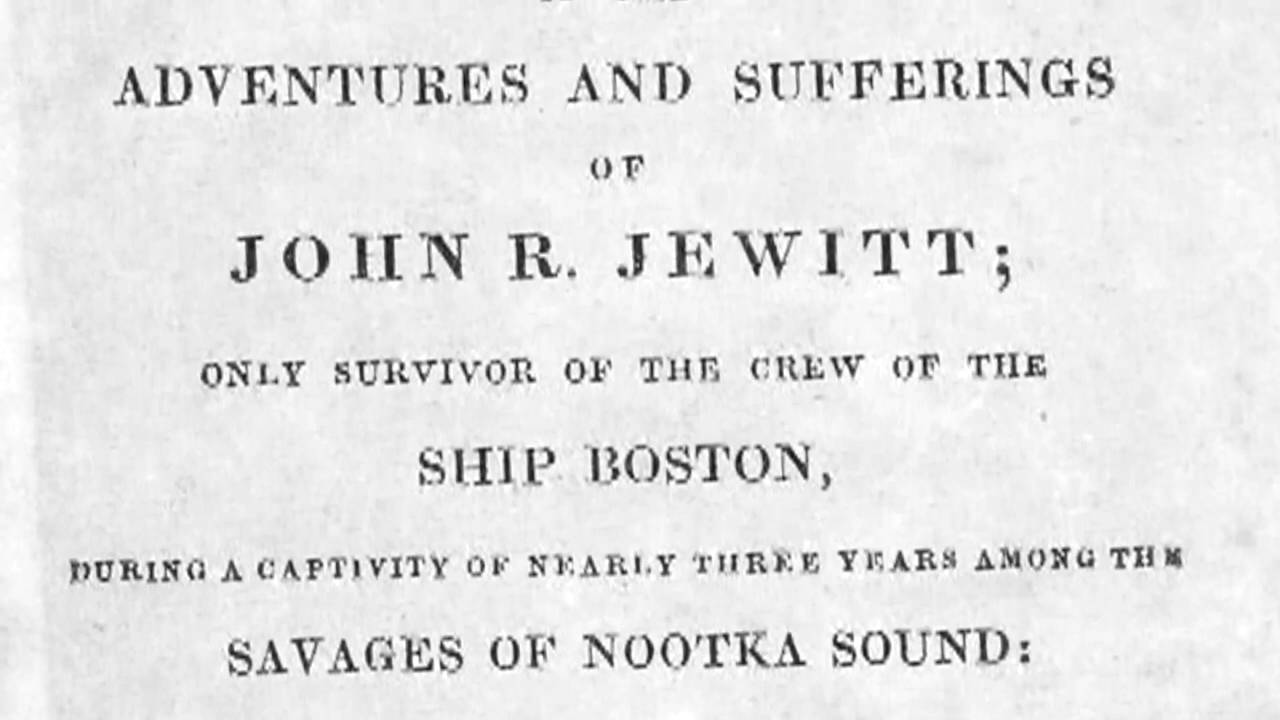 ADVENTURES AND SUFFERINGS
OF
JOHN R. JEWITT;
ONLY SURVIVOR OF THE CREW OF THE
SHIP BOSTON,
DURING A CAPTIVITY OF NEARLY THREE YEARS AMONG THE
SAVAGES OF NOOTKA SOUND: